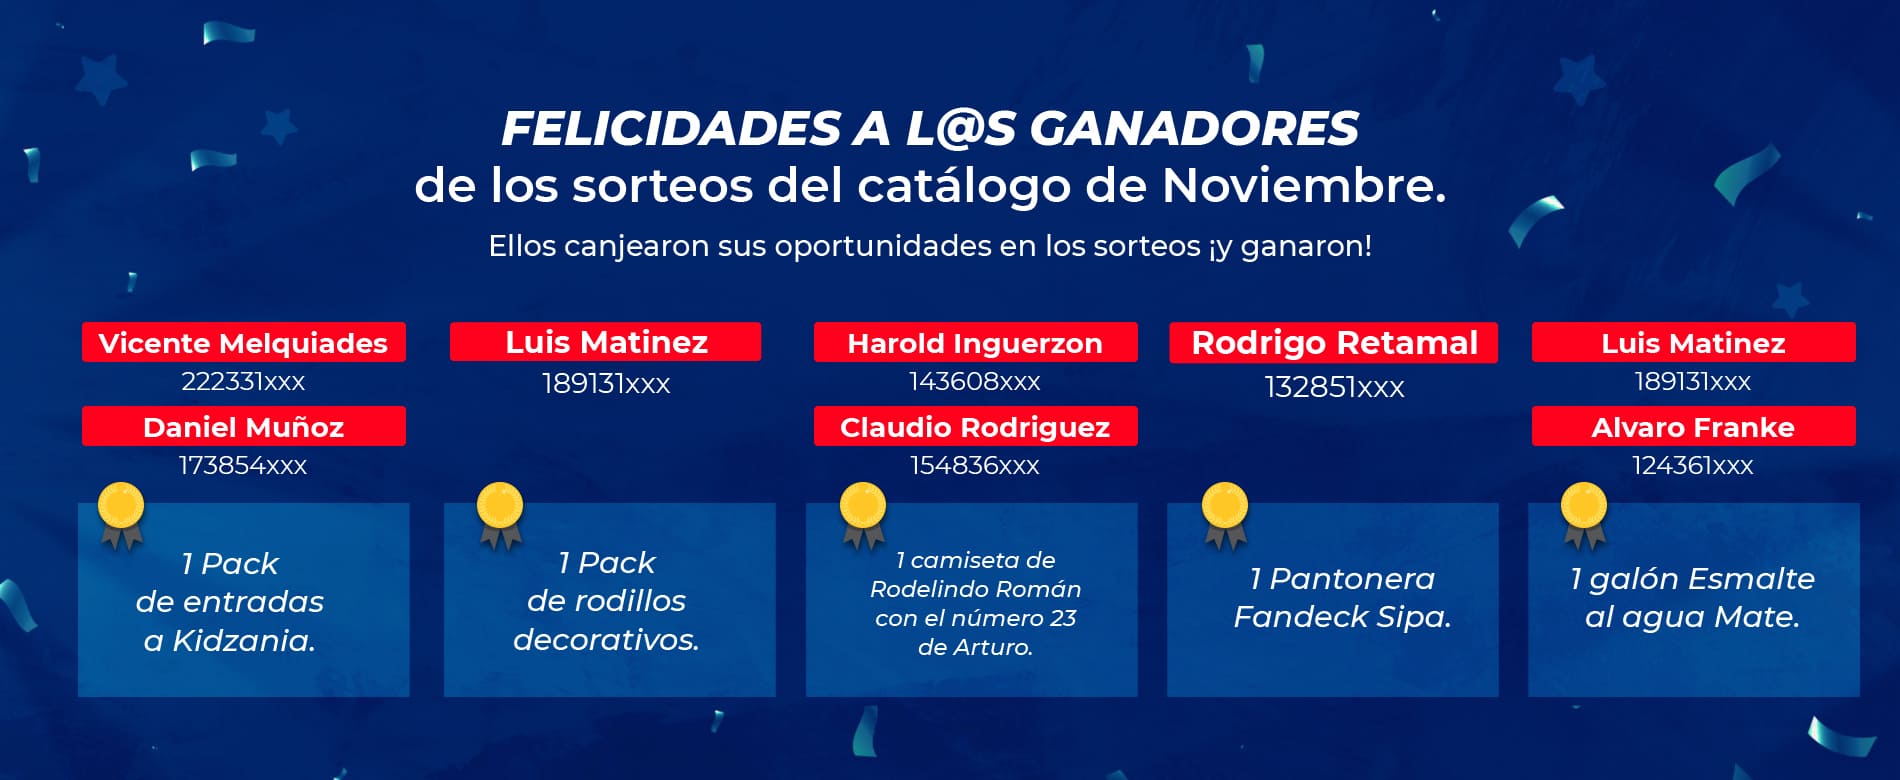 FELICIDADES A L@S GANADORES
de los sorteos del catálogo de Noviembre.
Ellos canjearon sus oportunidades en los sorteos ¡y ganaron!
Vicente Melquiades
222331xxx
Daniel Muñoz
173854xxx
1 Pack
de entradas
a Kidzania.
Luis Matinez
189131xxx
1 Pack
de rodillos
decorativos.
Harold Inguerzon
143608xxx
Claudio Rodriguez
154836xxx
1 camiseta de
Rodelindo Román
con el número 23
de Arturo.
Rodrigo Retamal
132851xxx
1 Pantonera
Fandeck Sipa.
Luis Matinez
189131xxx
Alvaro Franke
124361xxx
1 galón Esmalte
al agua Mate.